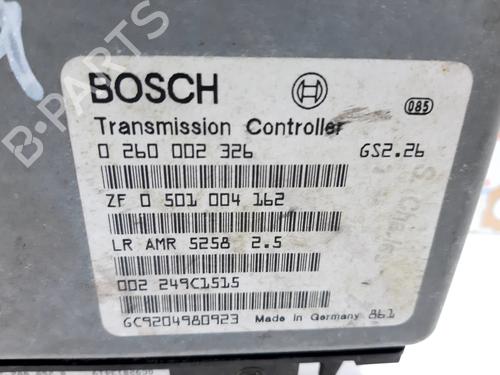 BOSCH
085
Transmission Controller
0 260 002 326 GS2.26
ZF 0 501 004 162
LR AMR 5258 2.5
002 249C1515
GC9204980923 Made in Germany 861
B-Parts